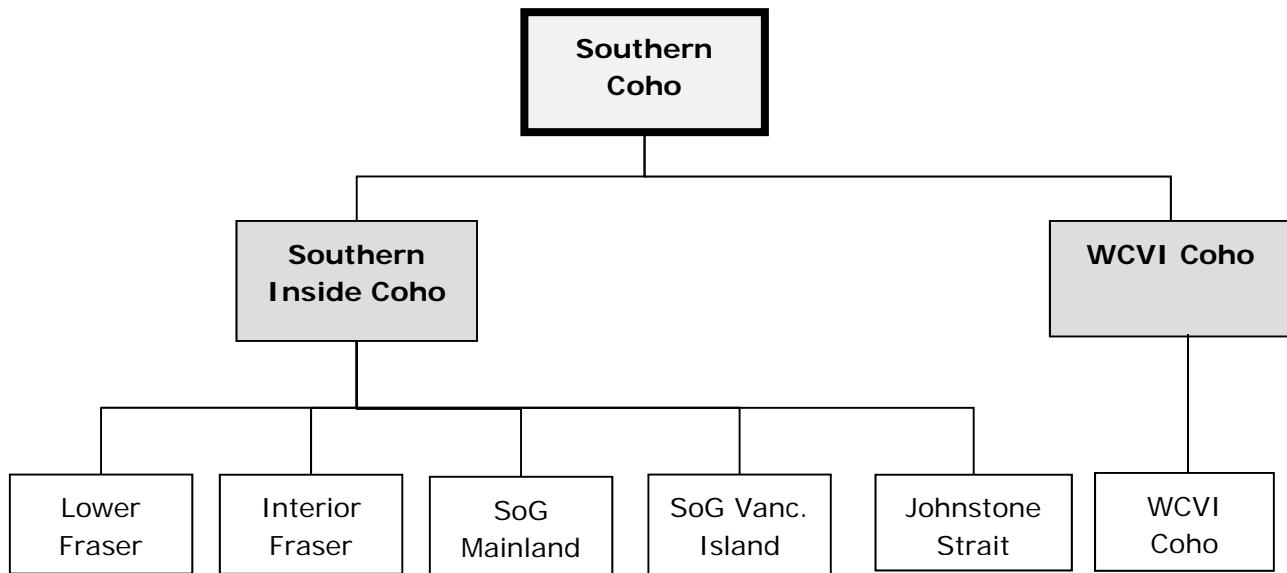 Southern
Coho
Southern
Inside Coho
WCVI Coho
Lower
Fraser
Interior
Fraser
SoG
Mainland
SoG Vanc.
Island
Johnstone
Strait
WCVI
Coho